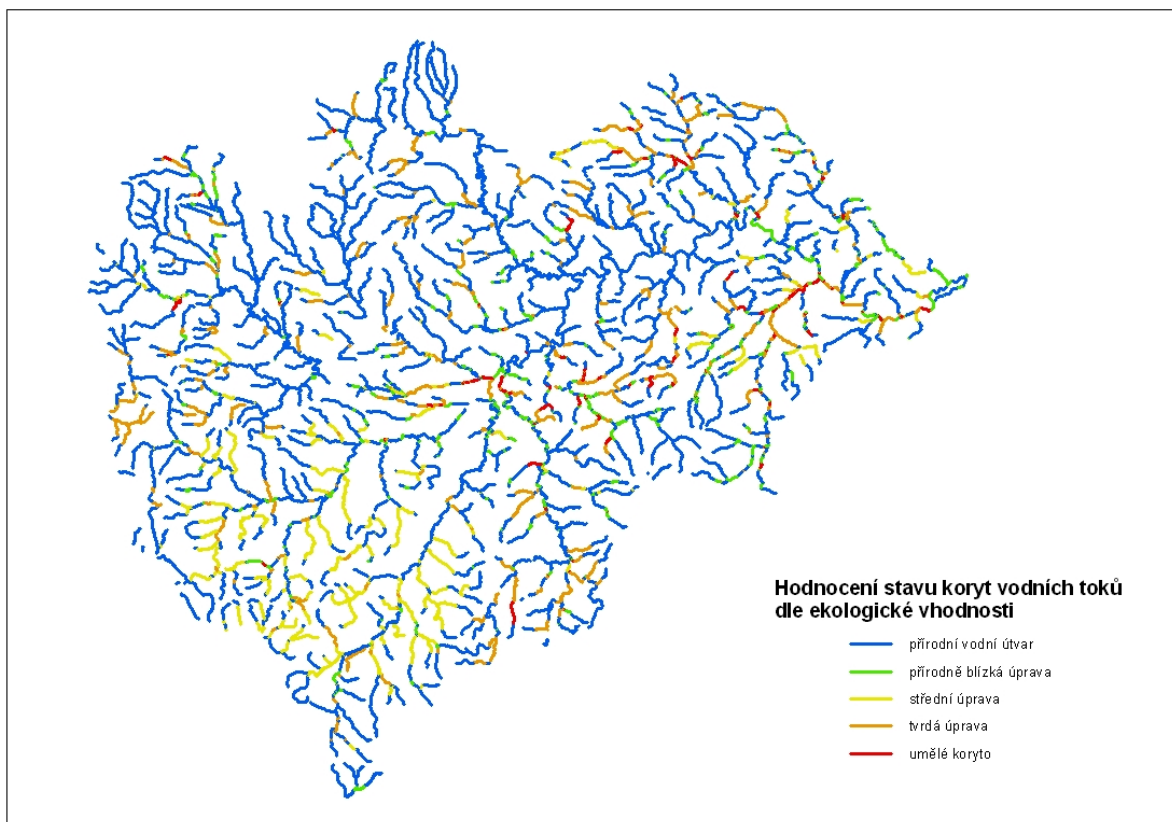 Hodnocení stavu koryt vodních toků
dle ekologické vhodnosti
přírodní vodní útvar
přírodně blízká úprava
střední úprava
tvrdá úprava
umělé koryto